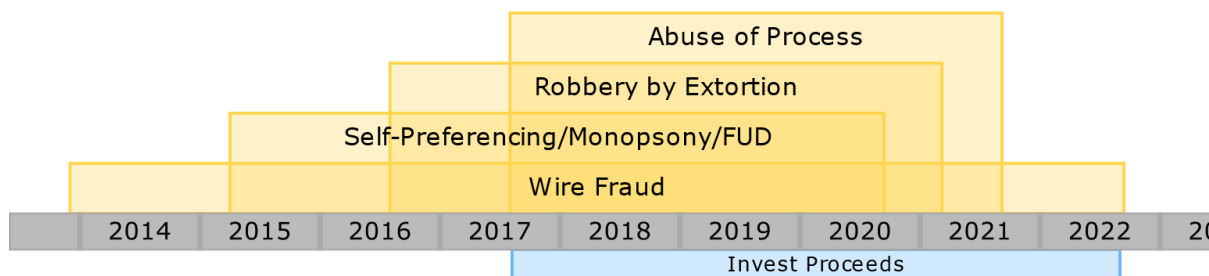 Abuse of Process
Robbery by Extortion
Self-Preferencing/Monopsony/FUD
Wire Fraud
2014 2015 2016 2017 2018 2019 2020 2021 2022
Invest Proceeds